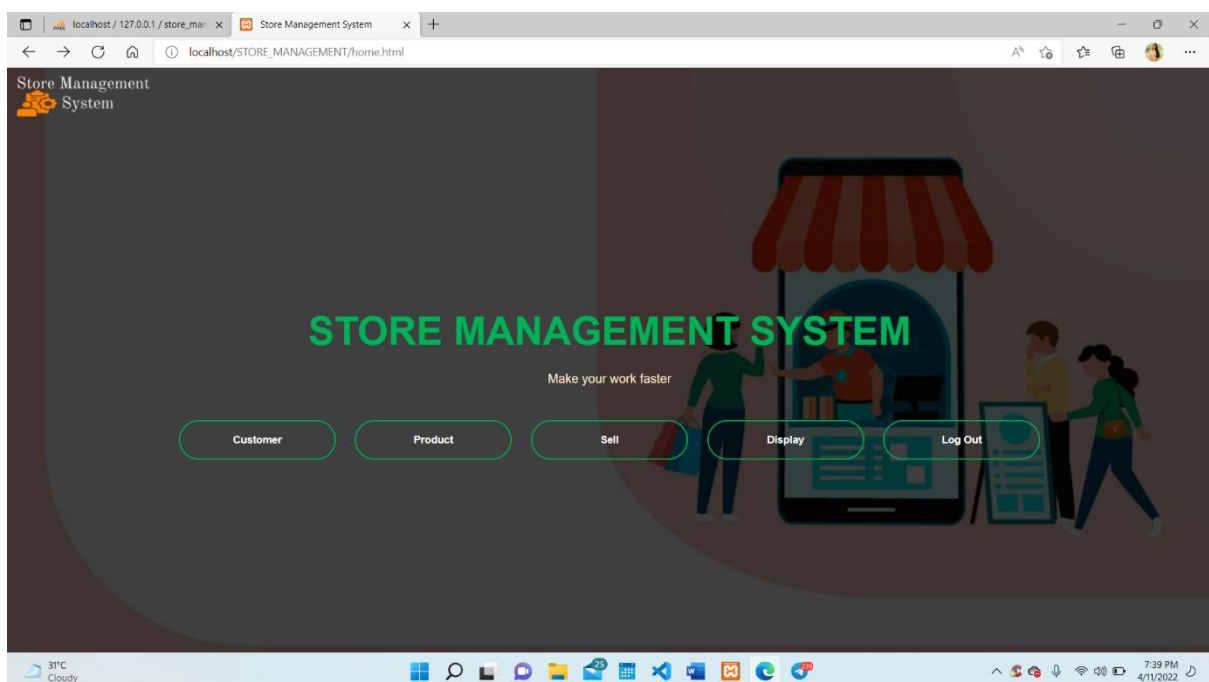 localhost / 127.0.0.1 / store_man
Store Management System
localhost/STORE_MANAGEMENT/home.html
Store Management
System
STORE MANAGEMENT SYSTEM
Make your work faster
Customer
Product
Sell
Display
Log Out
31°C
Cloudy
25
7:39 PM
4/11/2022